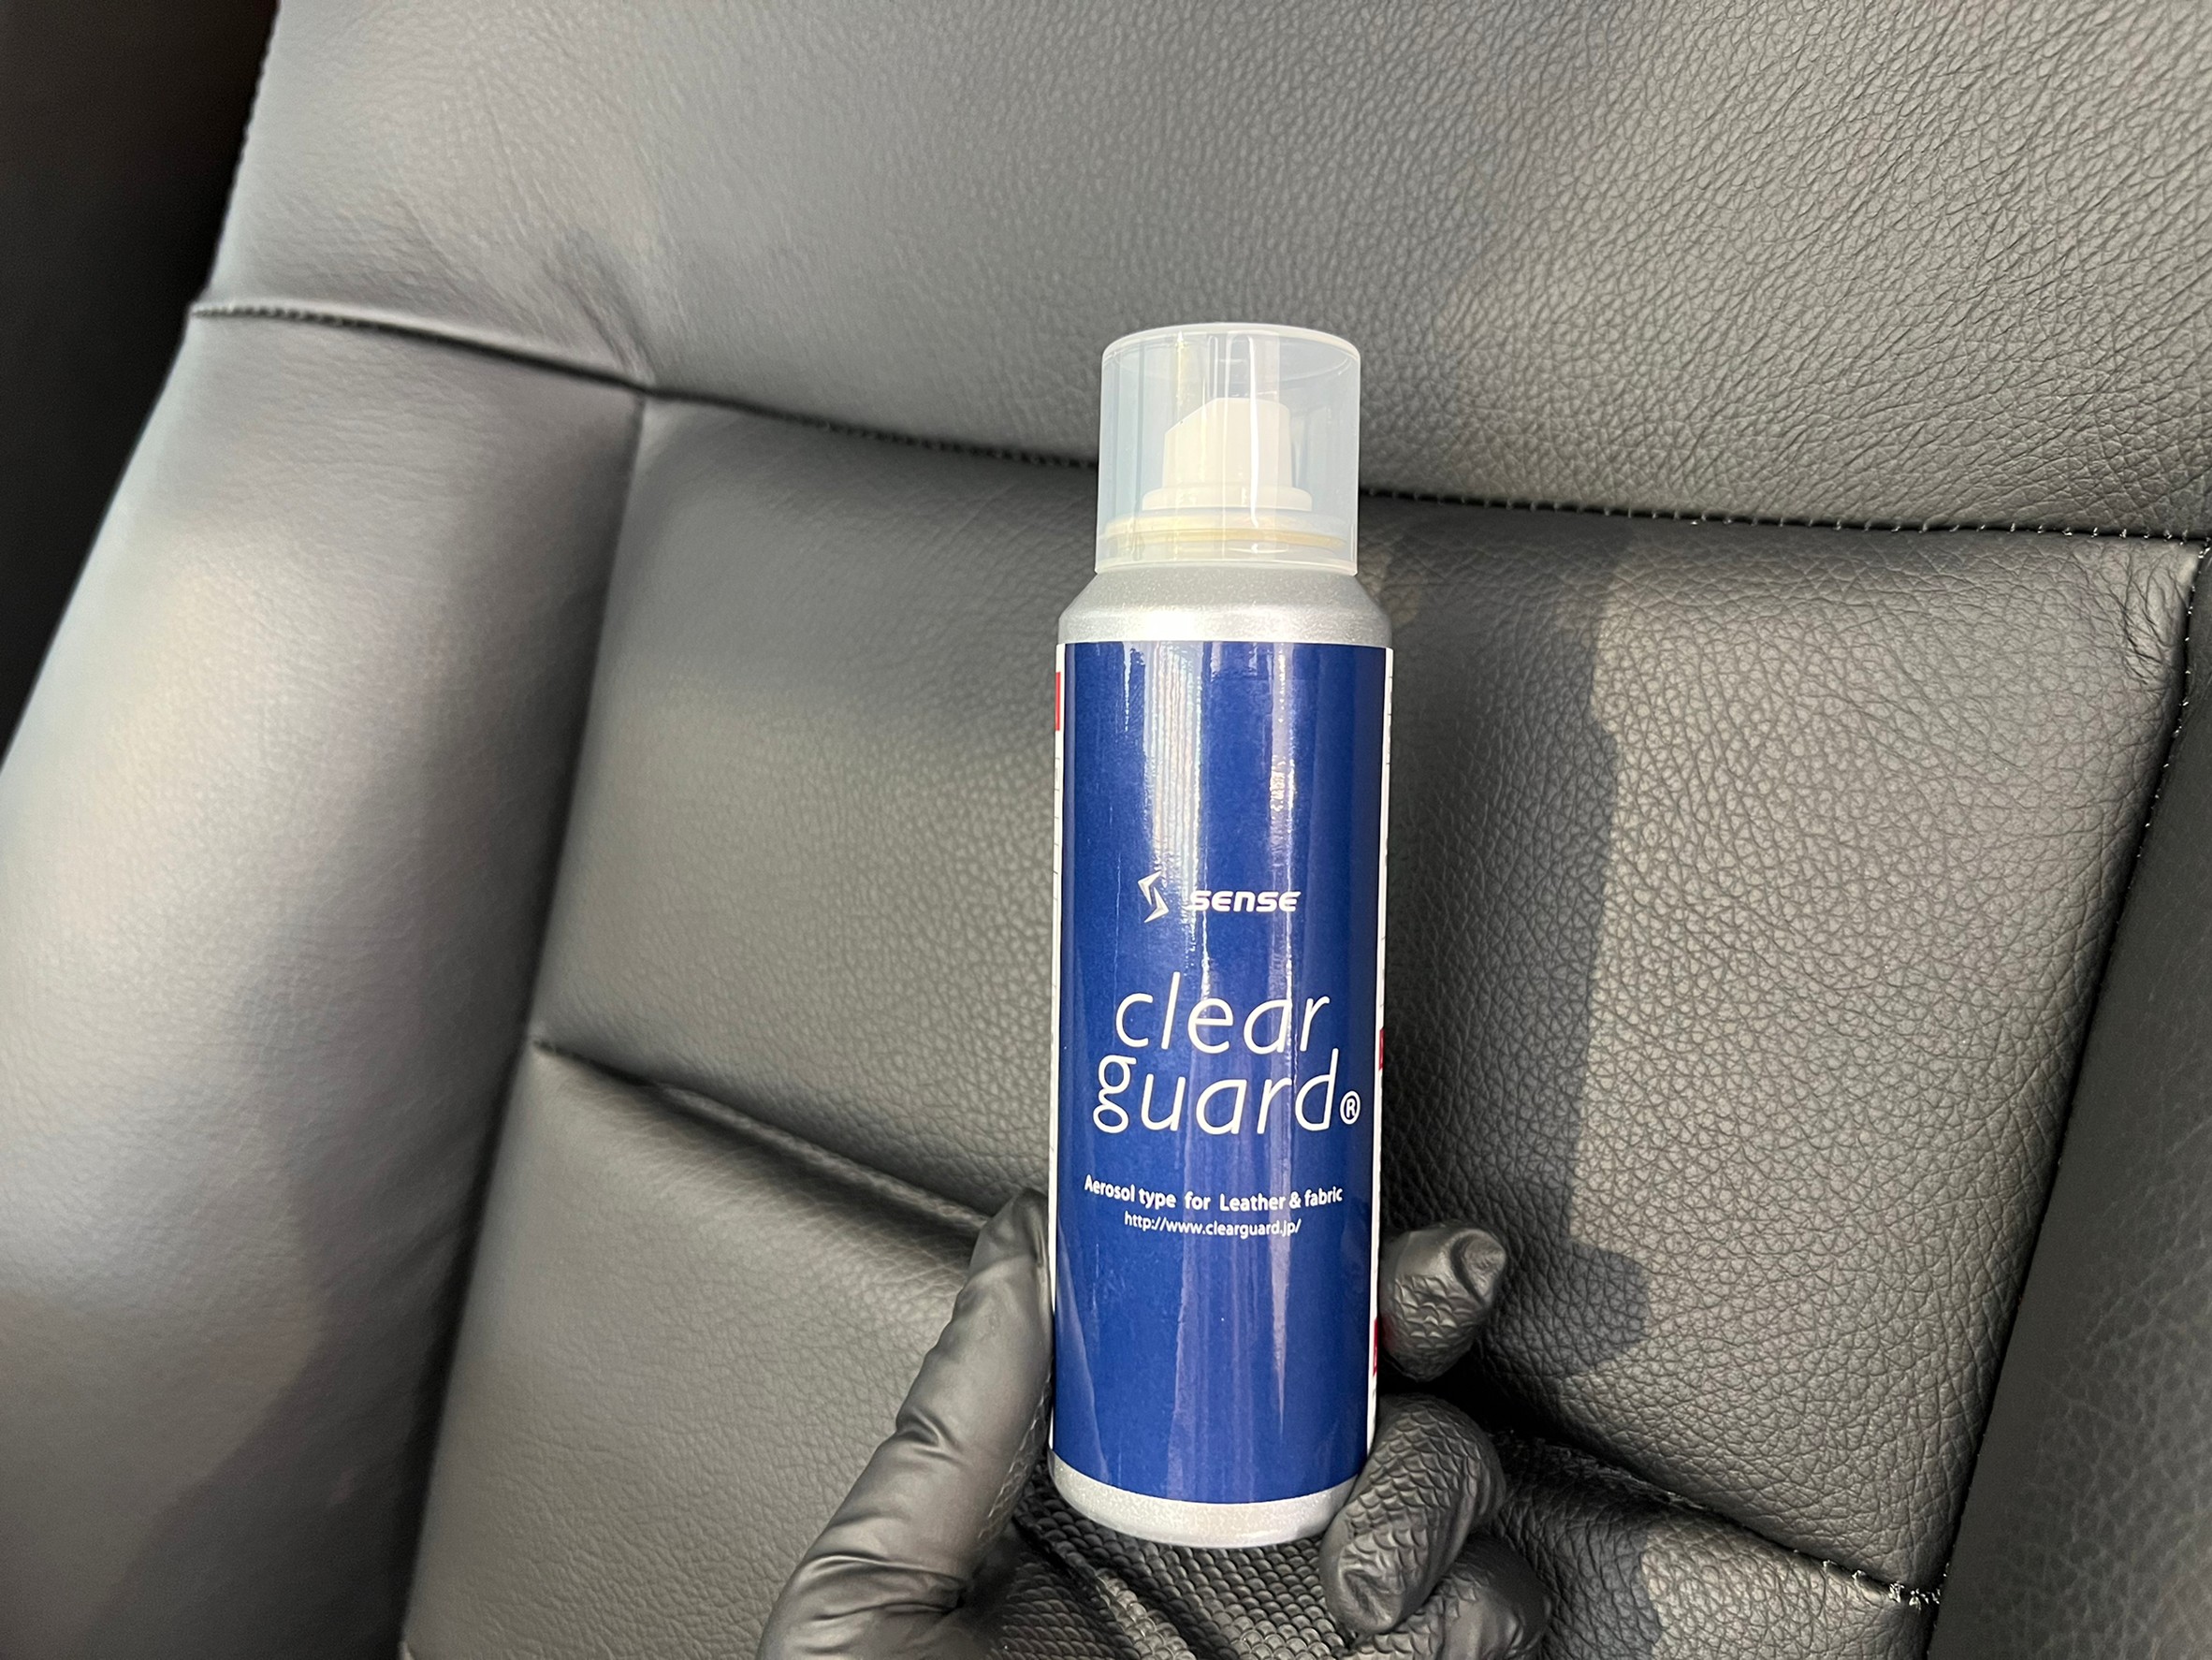 SENSE
clear
guard®
Aerosol type for Leather & fabric
http://www.clearguard.jp/